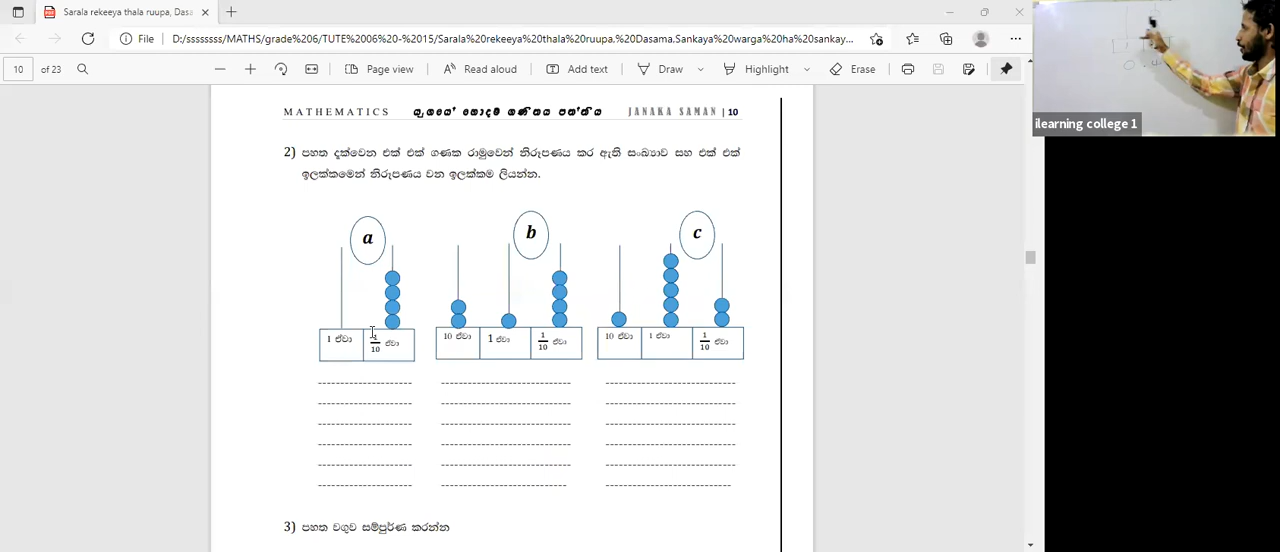 Sarala rekeeya thala ruupa, Dasa
File
D:/sssssssss/MATHS/grade%206/TUTE%2006%20-%2015/Sarala%20rekeeya%20thala%20ruupa.%20Dasama.Sankaya%20warga%20ha%20sankay...
10 of 23
Page view
Read aloud
Add text
Draw
Highlight
Erase
ilearning college 1
MATHEMATICS
JANAKA SAMAN | 10
2) පහත දැක්වෙන එක් එක් ගණක රාමුවෙන් නිරූපණය කර ඇති සංඛ්‍යාව සහ එක් එක්
ඉලක්කමෙන් නිරූපණය වන ඉලක්කම ලියන්න.
a b c
1 ඒවා 1/10 ඒවා
10 ඒවා 1 ඒවා 1/10 ඒවා
10 ඒවා 1 ඒවා 1/10 ඒවා
3) පහත වගුව සම්පුර්ණ කරන්න